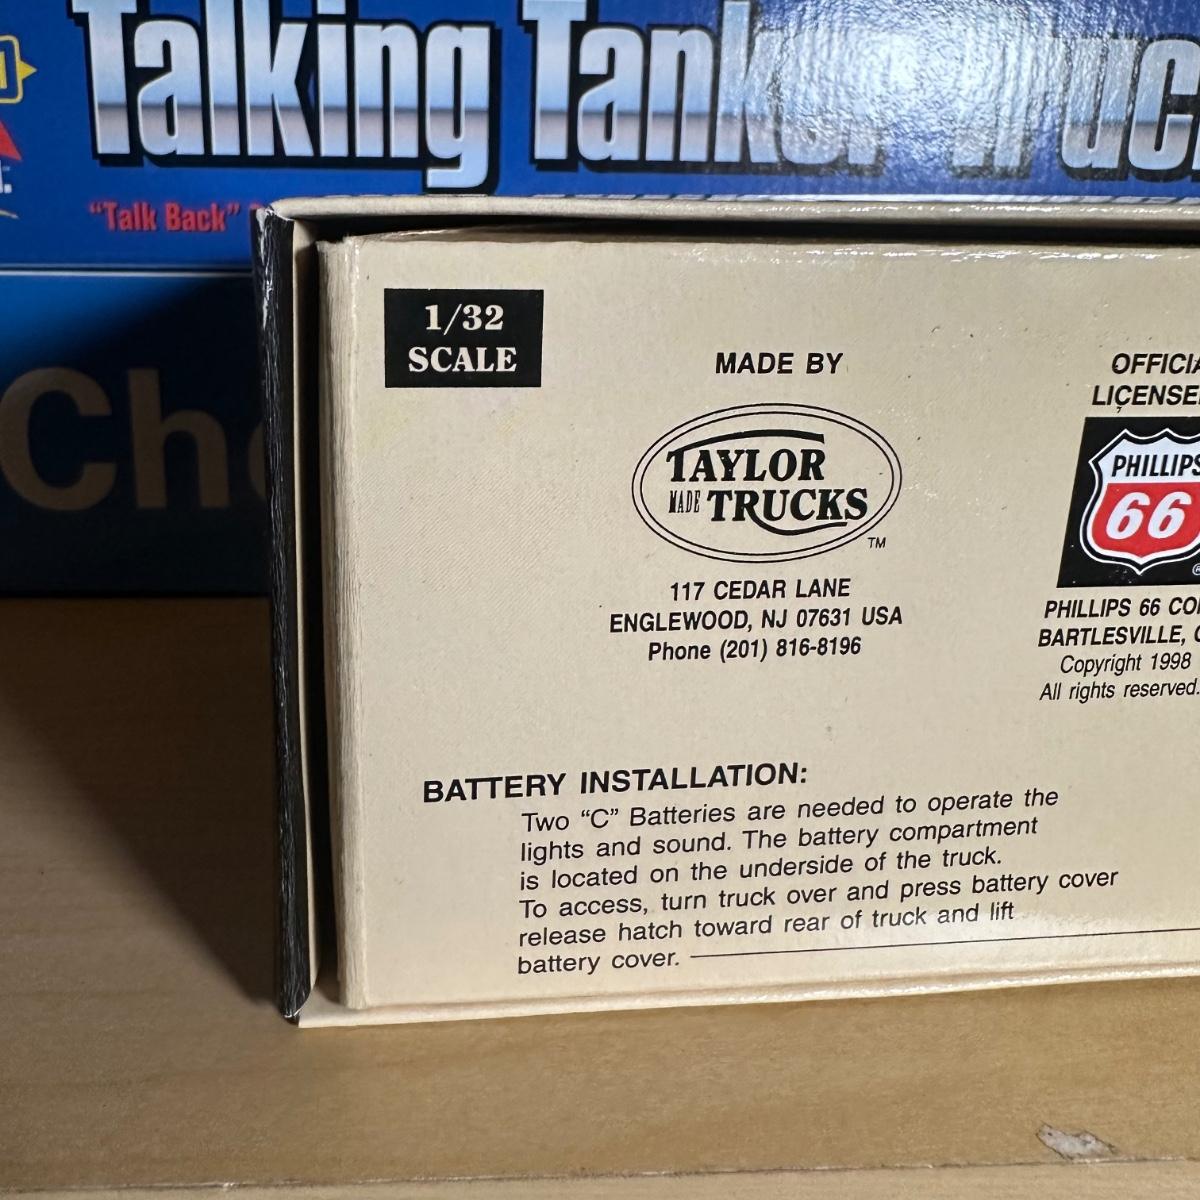 Talking Tanker Truc
"Talk Back"
Ch
1/32
SCALE
MADE BY
TAYLOR
MADE TRUCKS
TM
117 CEDAR LANE
ENGLEWOOD, NJ 07631 USA
Phone (201) 816-8196
OFFICIA
LICENSE
PHILLIPS
66
®
PHILLIPS 66 CO
BARTLESVILLE,
Copyright 1998
All rights reserved.
BATTERY INSTALLATION:
Two “C” Batteries are needed to operate the
lights and sound. The battery compartment
is located on the underside of the truck.
To access, turn truck over and press battery cover
release hatch toward rear of truck and lift
battery cover.